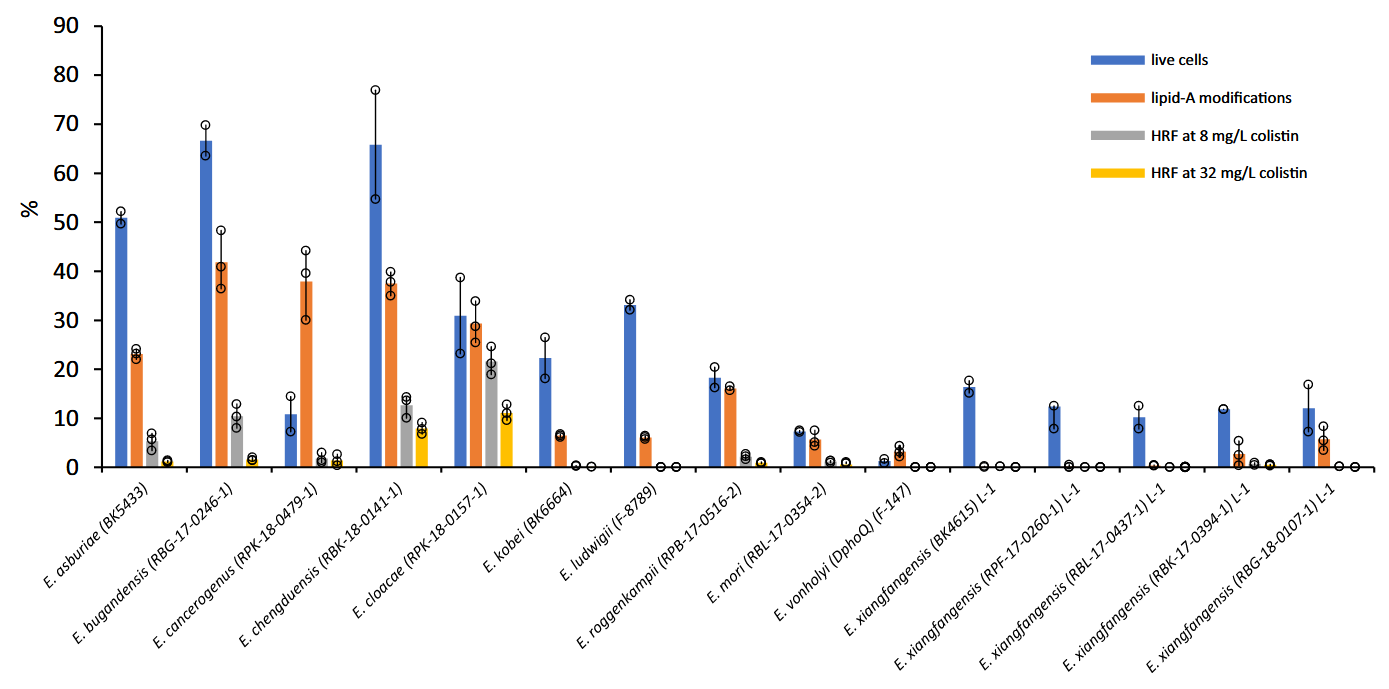 90
80
70
60
50
40
30
20
10
0
%
live cells
lipid-A modifications
HRF at 8 mg/L colistin
HRF at 32 mg/L colistin
E. asburiae (BK5433)
E. bugandensis (RBG-17-0246-1)
E. cancerogenus (RPK-18-0479-1)
E. chengduensis (RBK-18-0141-1)
E. cloacae (RPK-18-0157-1)
E. kobei (BK6664)
E. ludwigii (F-8789)
E. roggenkampii (RPB-17-0516-2)
E. mori (RBL-17-0354-2)
E. vonholyi (DphoQ) (F-147)
E. xiangfangensis (BK4615) L-1
E. xiangfangensis (RPF-17-0260-1) L-1
E. xiangfangensis (RBL-17-0437-1) L-1
E. xiangfangensis (RBK-17-0394-1) L-1
E. xiangfangensis (RBG-18-0107-1) L-1